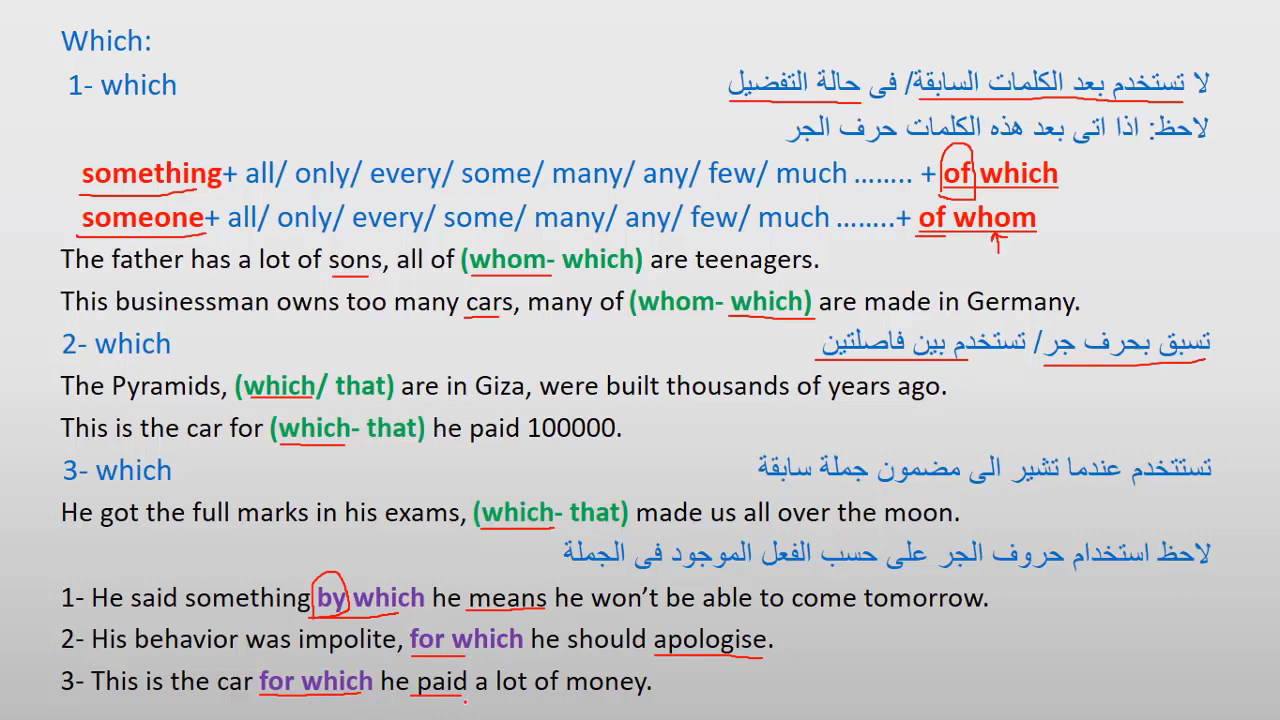 Which:
1- which لا تستخدم بعد الكلمات السابقة/ فى حالة التفضيل
لاحظ: اذا اتى بعد هذه الكلمات حرف الجر
something+ all/ only/ every/ some/ many/ any/ few/ much …….. + of which
someone+ all/ only/ every/ some/ many/ any/ few/ much ……..+ of whom
The father has a lot of sons, all of (whom- which) are teenagers.
This businessman owns too many cars, many of (whom- which) are made in Germany.
2- which تسبق بحرف جر/ تستخدم بين فاصلتين
The Pyramids, (which/ that) are in Giza, were built thousands of years ago.
This is the car for (which- that) he paid 100000.
3- which تستتخدم عندما تشير الى مضمون جملة سابقة
He got the full marks in his exams, (which- that) made us all over the moon.
لاحظ استخدام حروف الجر على حسب الفعل الموجود فى الجملة
1- He said something by which he means he won’t be able to come tomorrow.
2- His behavior was impolite, for which he should apologise.
3- This is the car for which he paid a lot of money.